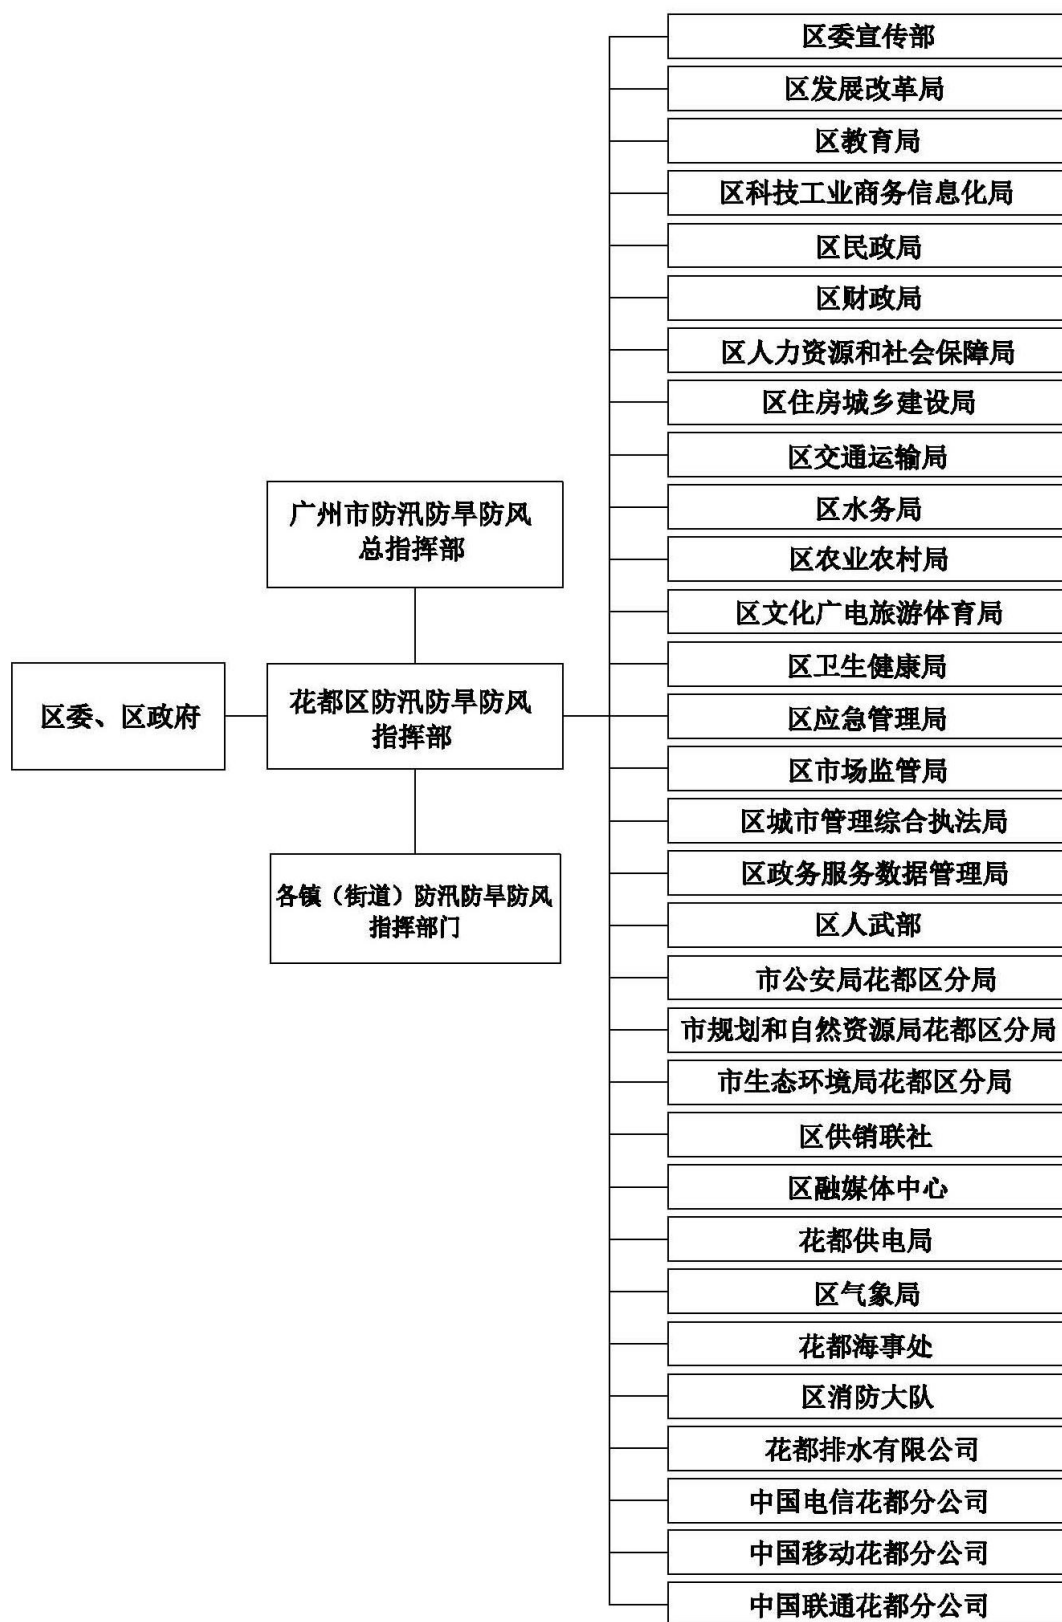 区委、区政府
广州市防汛防旱防风
总指挥部
花都区防汛防旱防风
指挥部
各镇（街道）防汛防旱防风
指挥部门
区委宣传部
区发展改革局
区教育局
区科技工业商务信息化局
区民政局
区财政局
区人力资源和社会保障局
区住房城乡建设局
区交通运输局
区水务局
区农业农村局
区文化广电旅游体育局
区卫生健康局
区应急管理局
区市场监管局
区城市管理综合执法局
区政务服务数据管理局
区人武部
市公安局花都区分局
市规划和自然资源局花都区分局
市生态环境局花都区分局
区供销联社
区融媒体中心
花都供电局
区气象局
花都海事处
区消防大队
花都排水有限公司
中国电信花都分公司
中国移动花都分公司
中国联通花都分公司